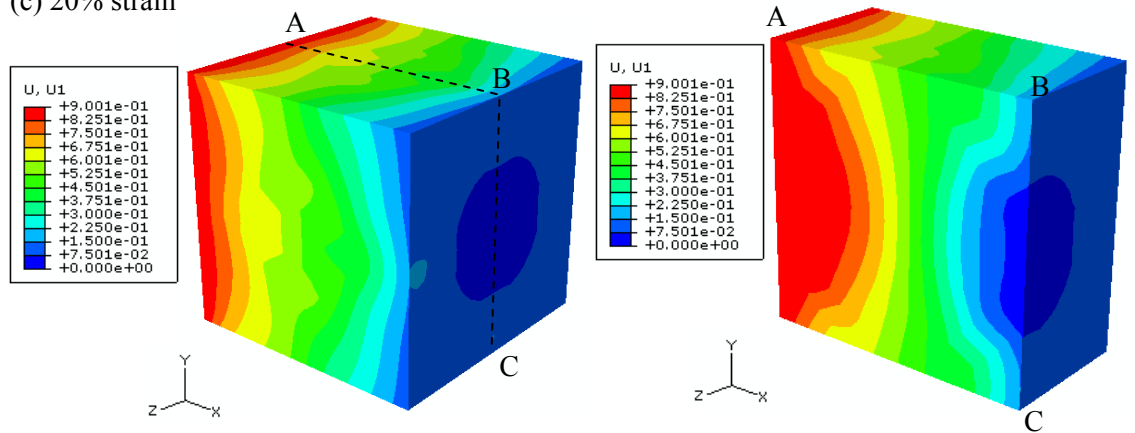 (c) 20% strain
A
B
C
U, U1
+9.001e-01
+8.251e-01
+7.501e-01
+6.751e-01
+6.001e-01
+5.251e-01
+4.501e-01
+3.751e-01
+3.000e-01
+2.250e-01
+1.500e-01
+7.501e-02
+0.000e+00
Y
Z
X
A
B
C
U, U1
+9.001e-01
+8.251e-01
+7.501e-01
+6.751e-01
+6.001e-01
+5.251e-01
+4.501e-01
+3.751e-01
+3.000e-01
+2.250e-01
+1.500e-01
+7.501e-02
+0.000e+00
Y
Z
X